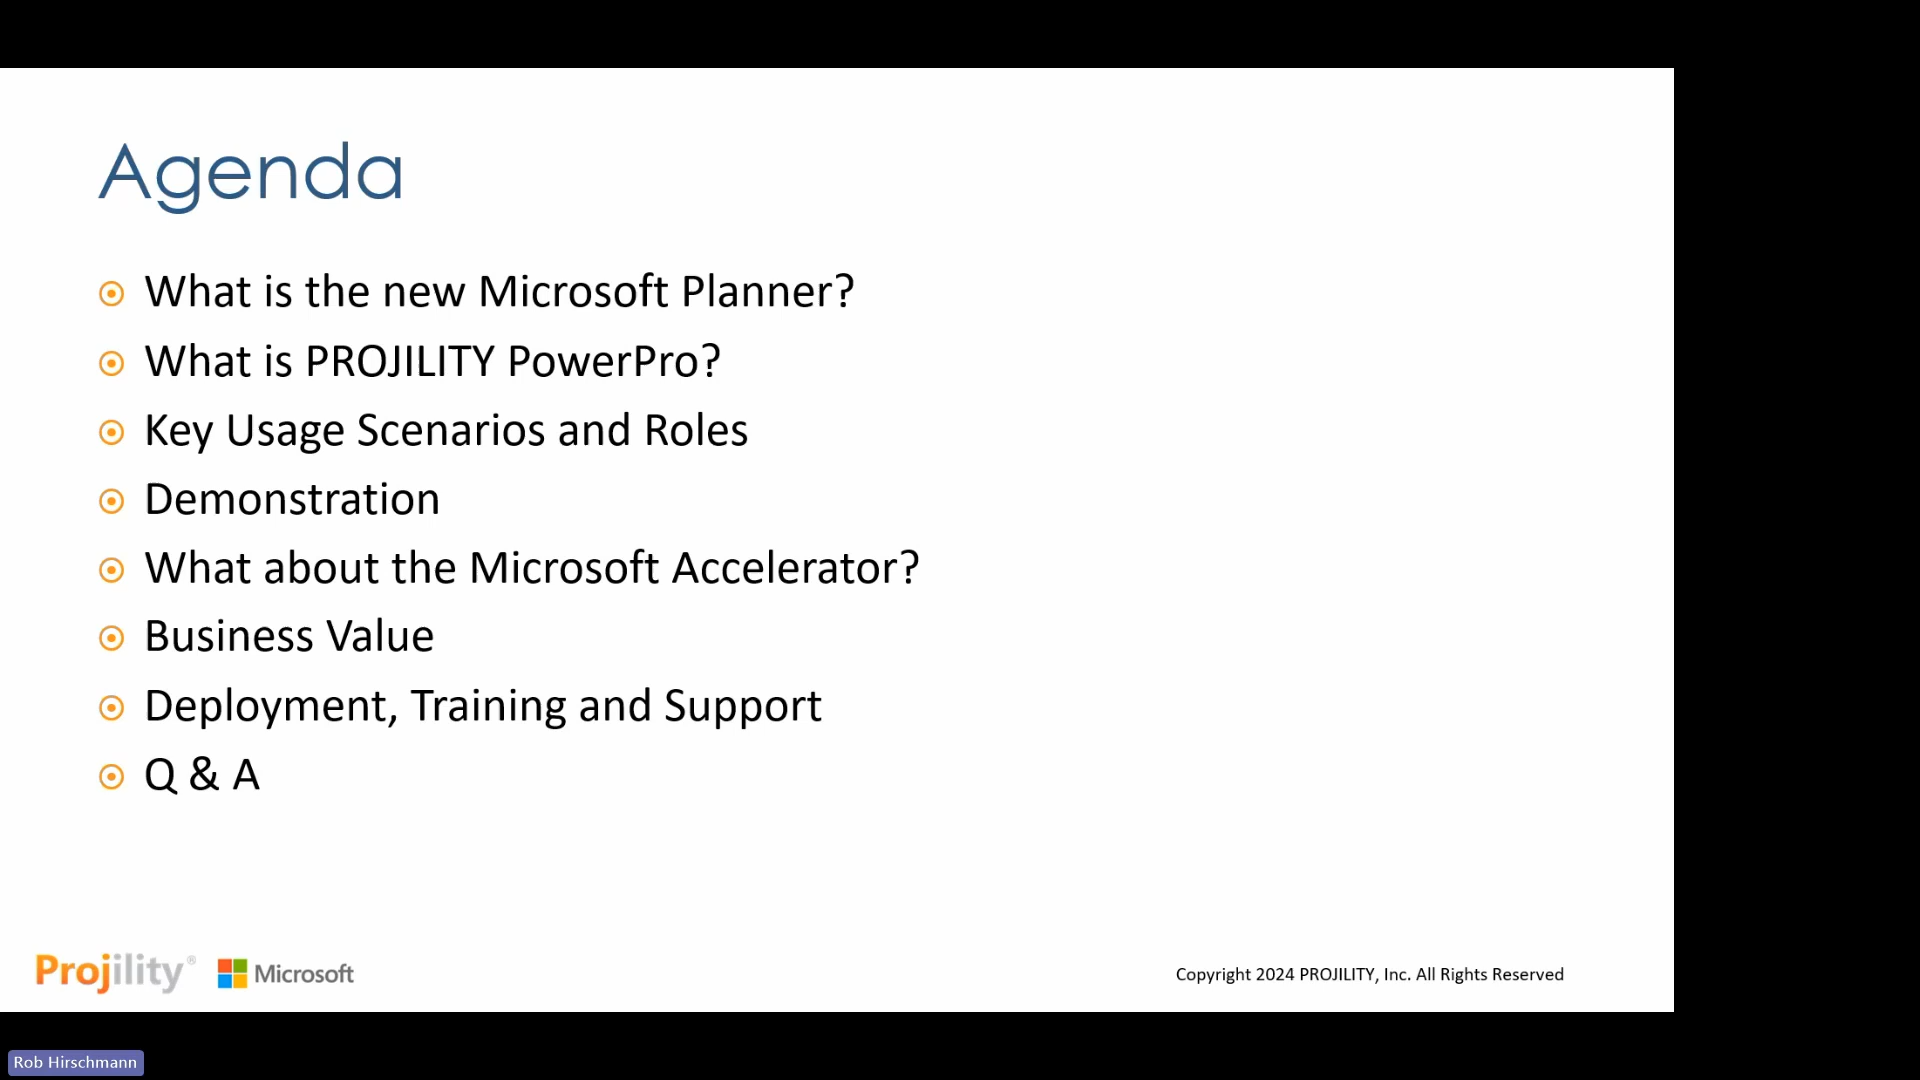 Agenda
What is the new Microsoft Planner?
What is PROJILITY PowerPro?
Key Usage Scenarios and Roles
Demonstration
What about the Microsoft Accelerator?
Business Value
Deployment, Training and Support
Q & A
Projility® Microsoft
Copyright 2024 PROJILITY, Inc. All Rights Reserved
Rob Hirschmann